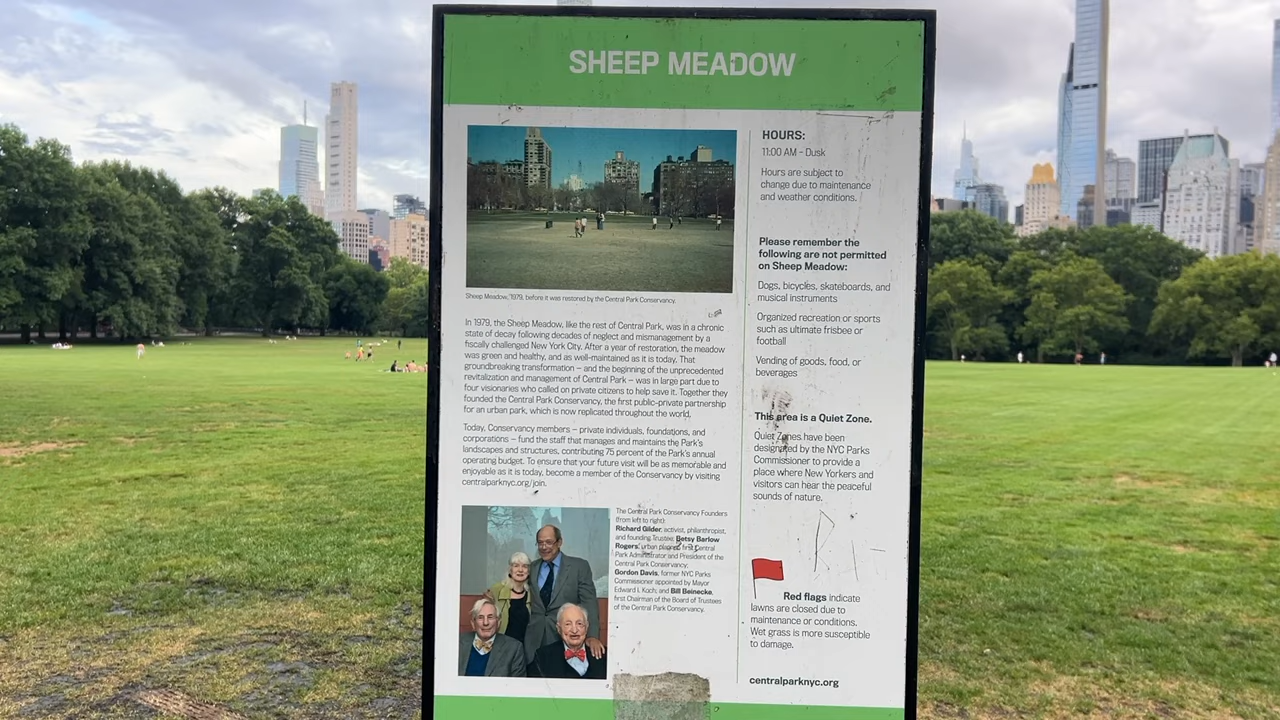 SHEEP MEADOW
Sheep Meadow, 1979, before it was restored by the Central Park Conservancy.
In 1979, the Sheep Meadow, like the rest of Central Park, was in a chronic
state of decay following decades of neglect and mismanagement by a
fiscally challenged New York City. After a year of restoration, the meadow
was green and healthy, and as well-maintained as it is today. That
groundbreaking transformation – and the beginning of the unprecedented
revitalization and management of Central Park – was in large part due to
four visionaries who called on private citizens to help save it. Together they
founded the Central Park Conservancy, the first public-private partnership
for an urban park, which is now replicated throughout the world.
Today, Conservancy members – private individuals, foundations, and
corporations – fund the staff that manages and maintains the Park's
landscapes and structures, contributing 75 percent of the Park's annual
operating budget. To ensure that your future visit will be as memorable and
enjoyable as it is today, become a member of the Conservancy by visiting
centralparknyc.org/join.
The Central Park Conservancy Founders
(from left to right):
Richard Gilder, activist, philanthropist,
and founding Trustee; Betsy Barlow
Rogers, urban planner, first Central
Park Administrator and President of the
Central Park Conservancy;
Gordon Davis, former NYC Parks
Commissioner appointed by Mayor
Edward I. Koch; and Bill Beinecke,
first Chairman of the Board of Trustees
of the Central Park Conservancy.
HOURS:
11:00 AM – Dusk
Hours are subject to
change due to maintenance
and weather conditions.
Please remember the
following are not permitted
on Sheep Meadow:
Dogs, bicycles, skateboards, and
musical instruments
Organized recreation or sports
such as ultimate frisbee or
football
Vending of goods, food, or
beverages
This area is a Quiet Zone.
Quiet Zones have been
designated by the NYC Parks
Commissioner to provide a
place where New Yorkers and
visitors can hear the peaceful
sounds of nature.
Red flags indicate
lawns are closed due to
maintenance or conditions.
Wet grass is more susceptible
to damage.
centralparknyc.org